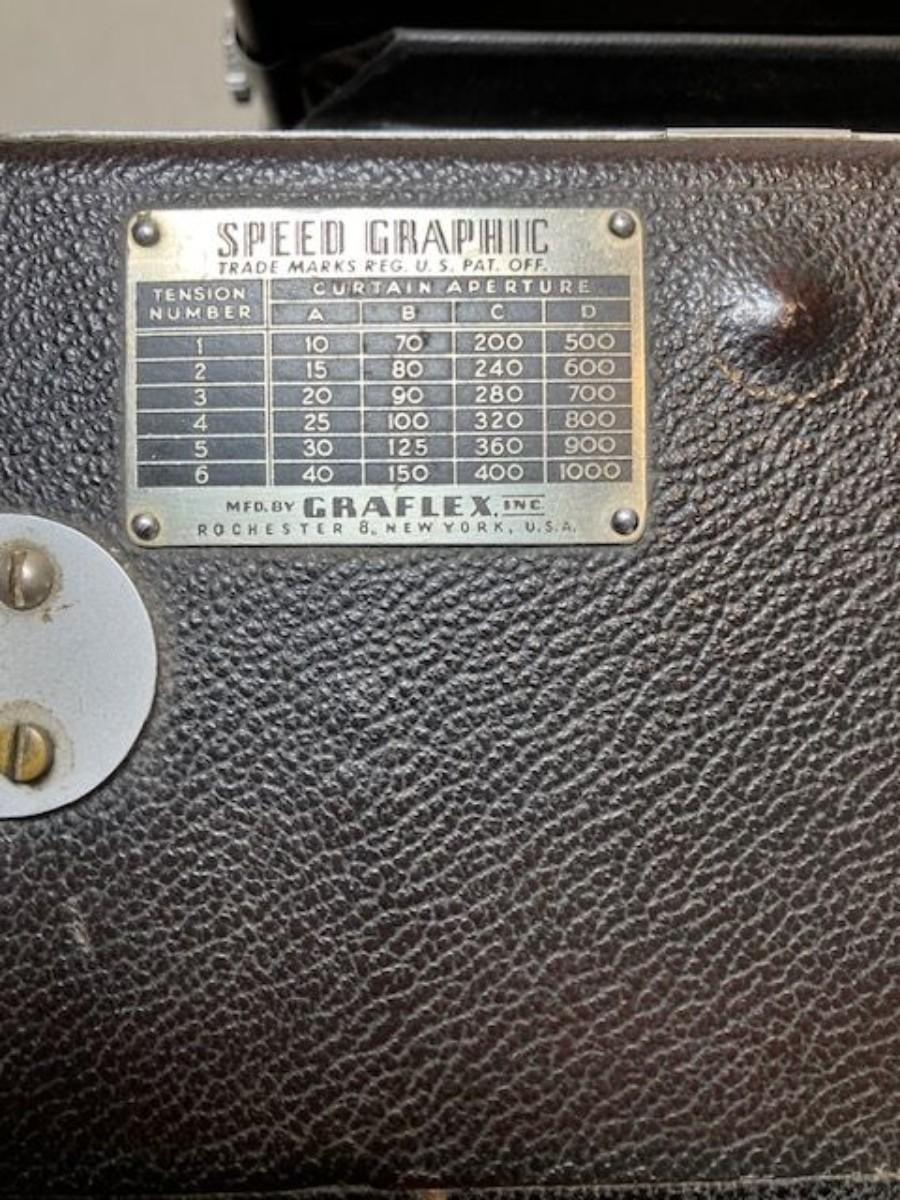 SPEED GRAPHIC
TRADE MARKS REG. U. S. PAT. OFF.
TENSION NUMBER CURTAIN APERTURE
A B C D
1 10 70 200 500
2 15 80 240 600
3 20 90 280 700
4 25 100 320 800
5 30 125 360 900
6 40 150 400 1000
MFD. BY GRAFLEX, INC.
ROCHESTER 8, NEW YORK, U.S.A.